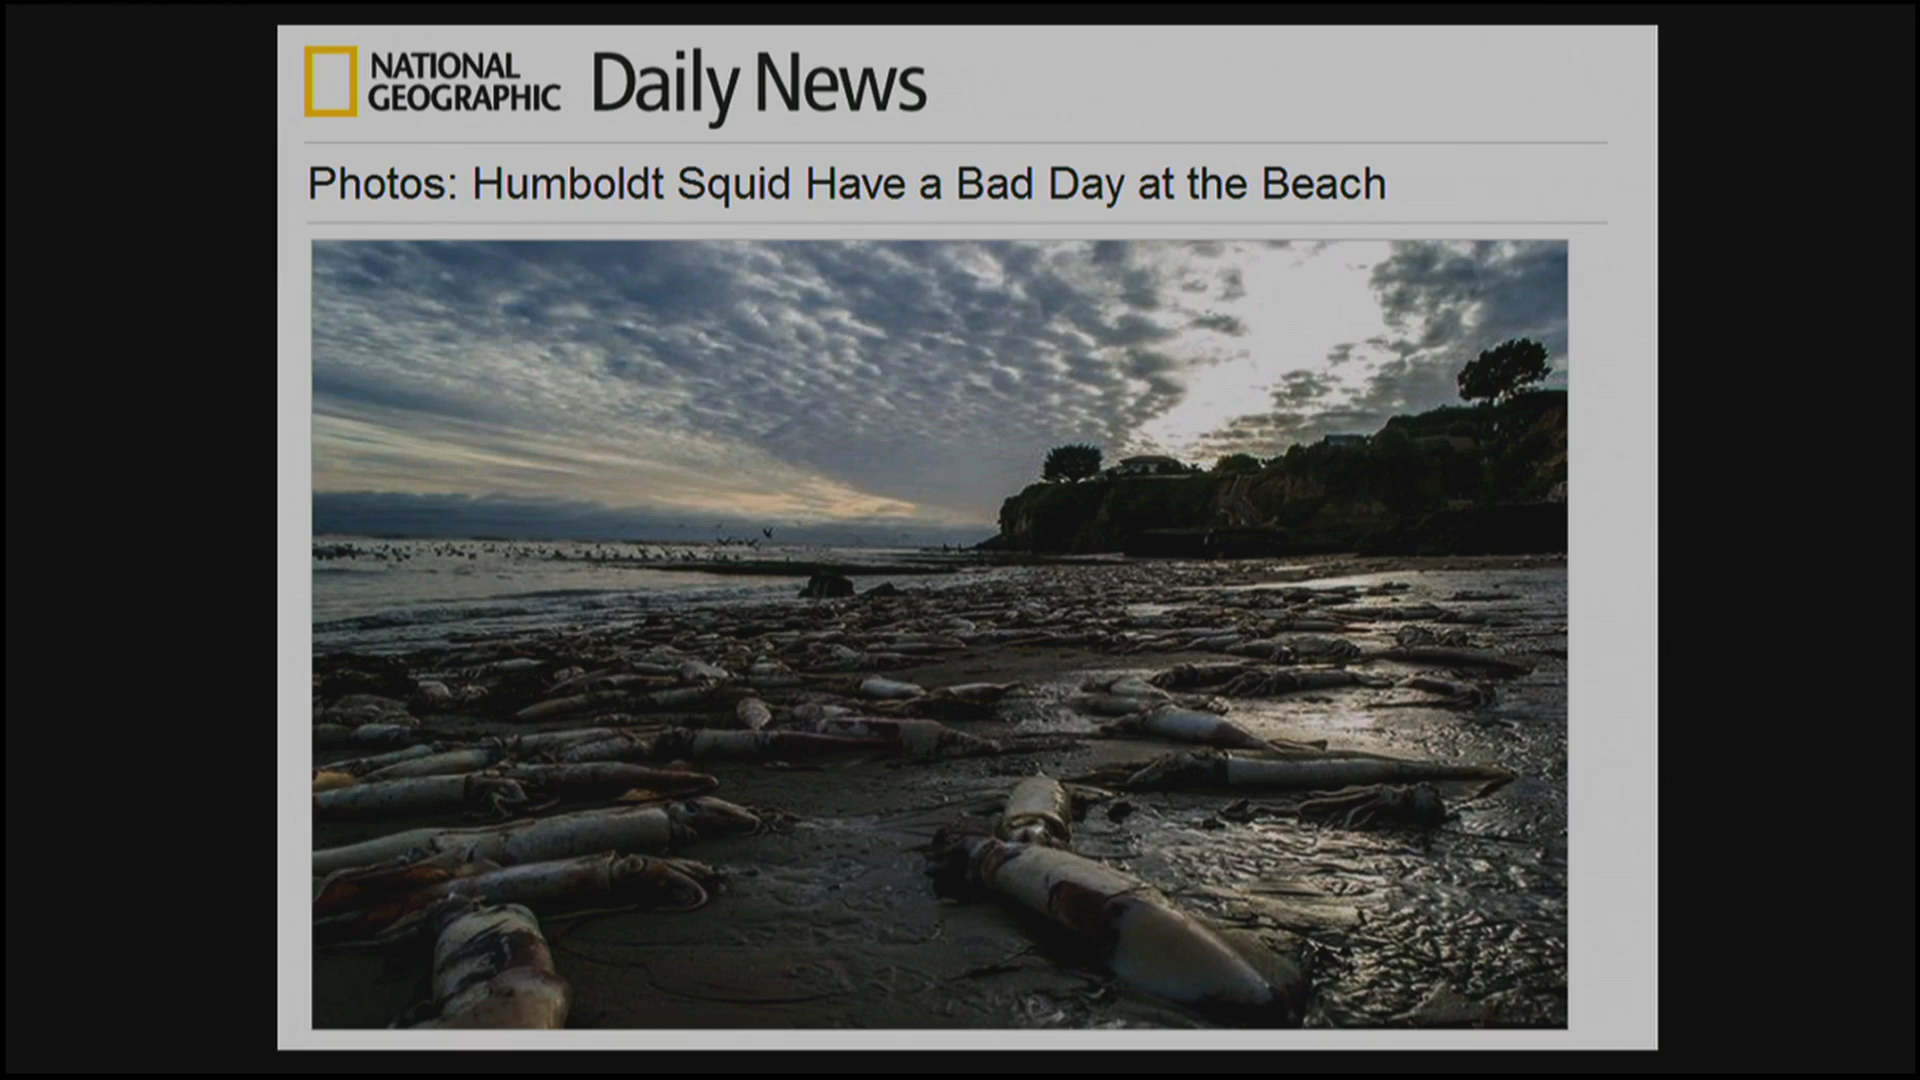 NATIONAL
GEOGRAPHIC
Daily News
Photos: Humboldt Squid Have a Bad Day at the Beach